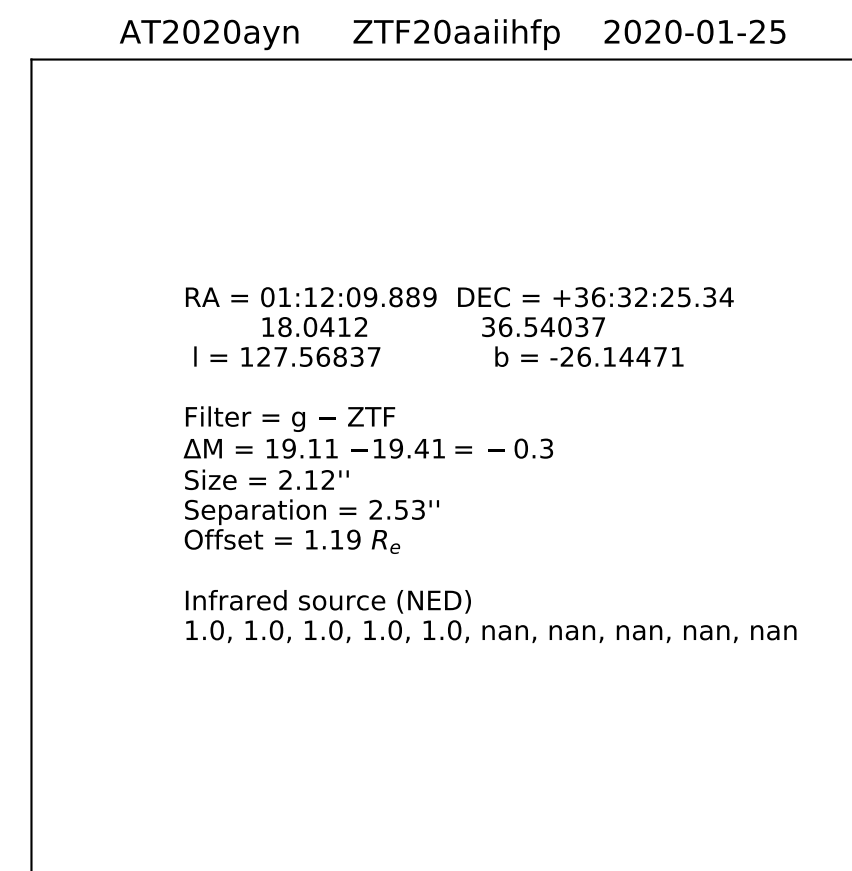 AT2020ayn ZTF20aaiihfp 2020-01-25
RA = 01:12:09.889 DEC = +36:32:25.34
18.0412 36.54037
l = 127.56837 b = -26.14471
Filter = g − ZTF
ΔM = 19.11 −19.41 = − 0.3
Size = 2.12''
Separation = 2.53''
Offset = 1.19 Rₑ
Infrared source (NED)
1.0, 1.0, 1.0, 1.0, 1.0, nan, nan, nan, nan, nan